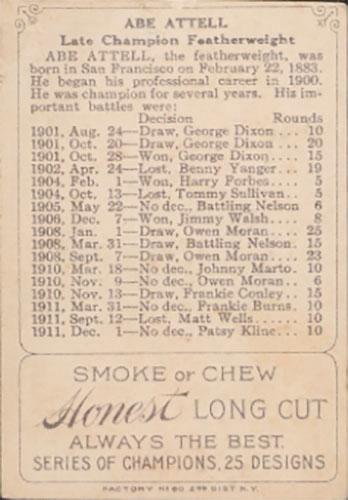 ABE ATTELL
Late Champion Featherweight
ABE ATTELL, the featherweight, was
born in San Francisco on February 22, 1883.
He began his professional career in 1900.
He was champion for several years. His im-
portant battles were:
Decision Rounds
1901, Aug. 24—Draw, George Dixon ... 10
1901, Oct. 20—Draw, George Dixon ... 20
1901, Oct. 28—Won, George Dixon .... 15
1902, Apr. 24—Lost, Benny Yanger... 19
1904, Feb. 1—Won, Harry Forbes.... 5
1904, Oct. 13—Lost, Tommy Sullivan.. 5
1905, May 22—No dec., Battling Nelson 6
1906, Dec. 7—Won, Jimmy Walsh.... 8
1908, Jan. 1—Draw, Owen Moran.... 25
1908, Mar. 31—Draw, Battling Nelson. 15
1908, Sept. 7—Draw, Owen Moran.... 23
1910, Mar. 18—No dec., Johnny Marto. 10
1910, Nov. 9—No dec., Owen Moran.. 6
1910, Nov. 13—Draw, Frankie Conley.. 15
1911, Mar. 31—No dec., Frankie Burns. 10
1911, Sept. 12—Lost, Matt Wells...... 10
1911, Dec. 1—No dec., Patsy Kline... 10
SMOKE or CHEW
Honest LONG CUT
ALWAYS THE BEST.
SERIES OF CHAMPIONS, 25 DESIGNS
FACTORY No 60 2ND DIST. N.Y.